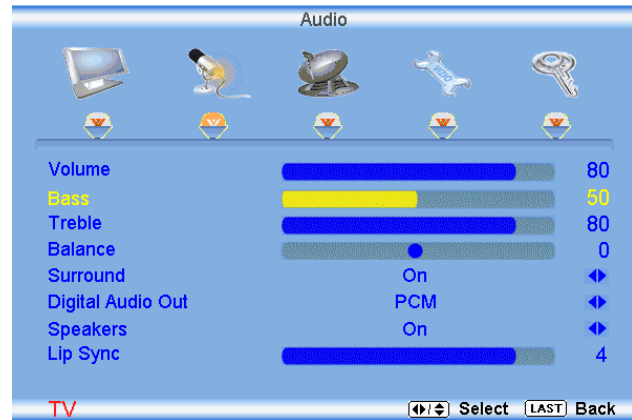 Audio
Volume 80
Bass 50
Treble 80
Balance 0
Surround On
Digital Audio Out PCM
Speakers On
Lip Sync 4
TV Select LAST Back